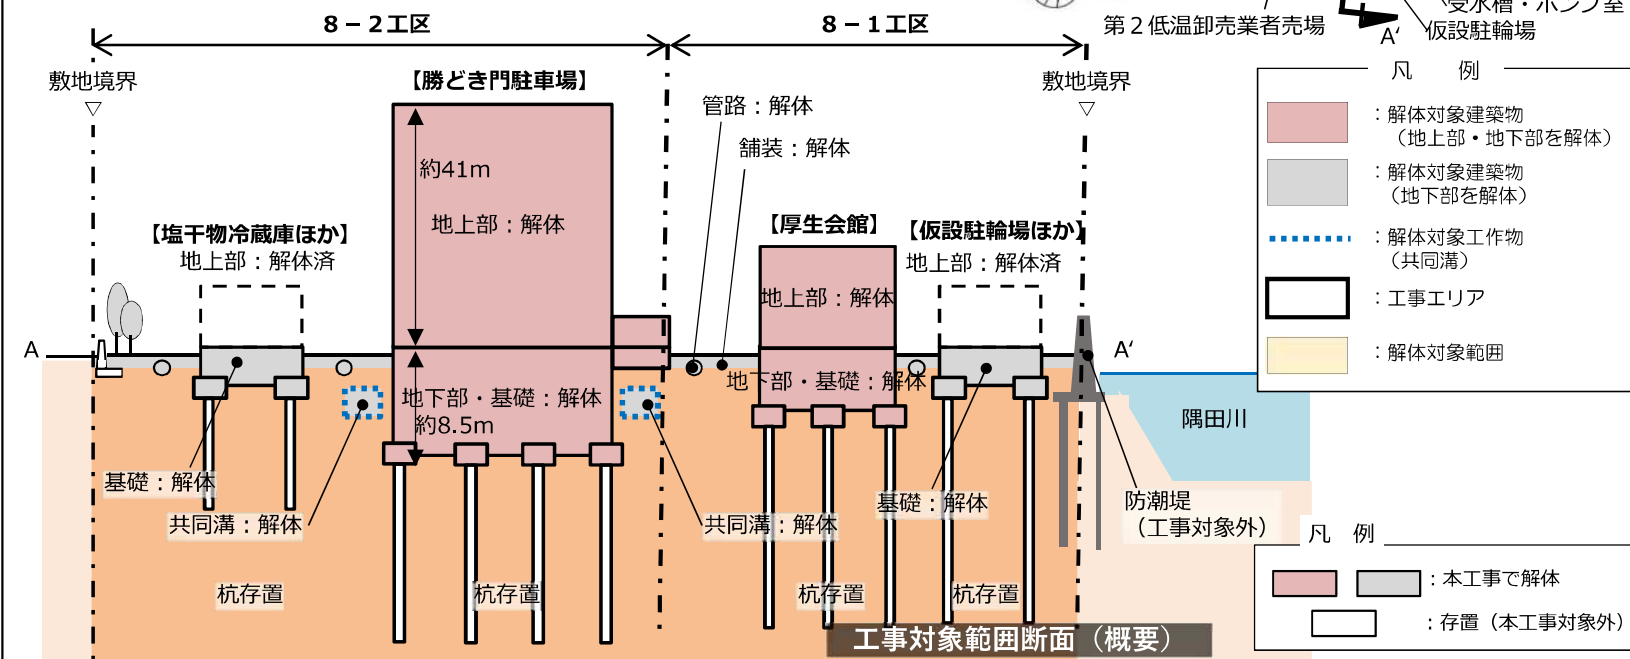 8－2工区
8－1工区
第２低温卸売業者売場
受水槽・ポンプ室
仮設駐輪場
A'
敷地境界
【勝どき門駐車場】
敷地境界
管路：解体
舗装：解体
約41m
地上部：解体
【塩干物冷蔵庫ほか】
地上部：解体済
【厚生会館】
【仮設駐輪場ほか】
地上部：解体済
地上部：解体
A
A'
地下部・基礎：解体
約8.5m
地下部・基礎：解体
隅田川
基礎：解体
共同溝：解体
共同溝：解体
基礎：解体
防潮堤
（工事対象外）
杭存置
杭存置
杭存置
杭存置
工事対象範囲断面（概要）
凡　例
：解体対象建築物
（地上部・地下部を解体）
：解体対象建築物
（地下部を解体）
：解体対象工作物
（共同溝）
：工事エリア
：解体対象範囲
凡　例
：本工事で解体
：存置（本工事対象外）